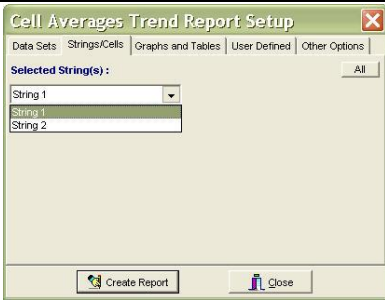 Cell Averages Trend Report Setup
Data Sets Strings/Cells Graphs and Tables User Defined Other Options
Selected String(s) : All
String 1
String 1
String 2
Create Report Close